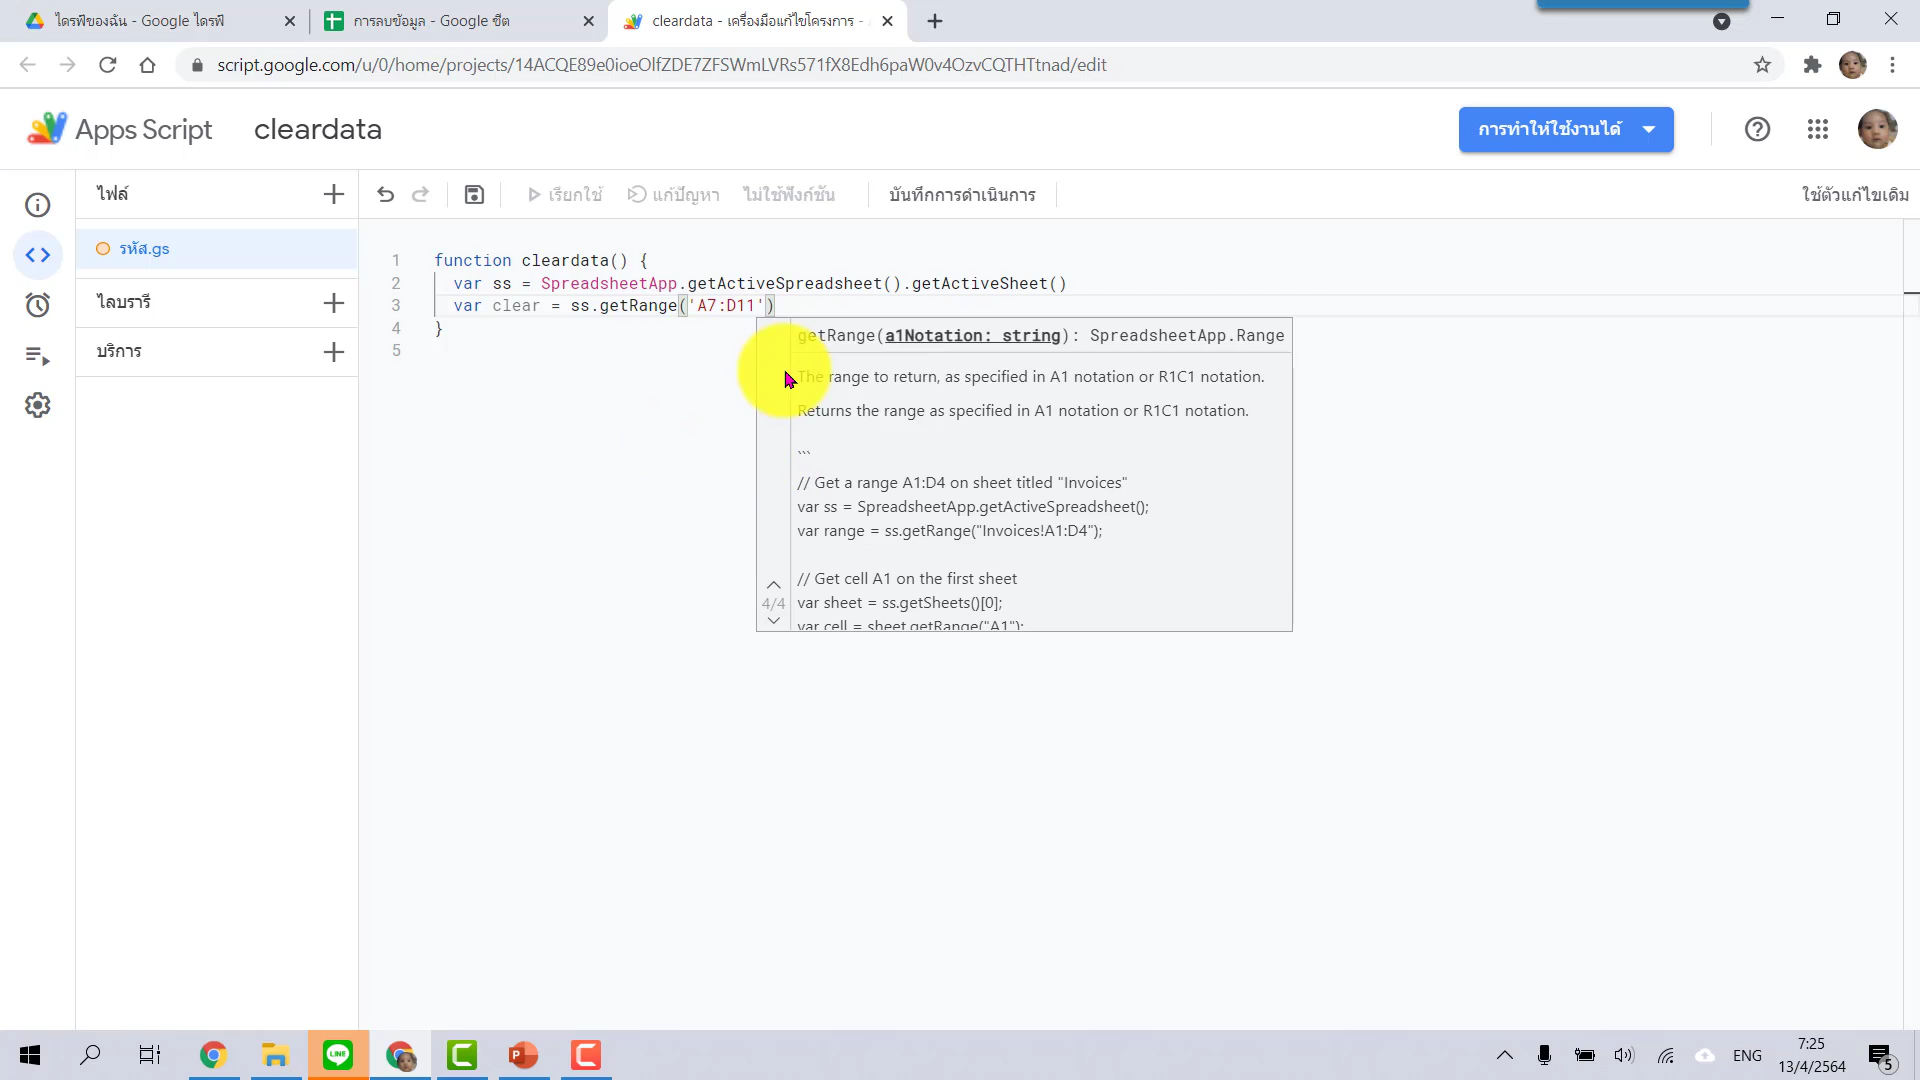 ไดรฟ์ของฉัน - Google ไดรฟ์
การลบข้อมูล - Google ชีต
cleardata - เครื่องมือแก้ไขโครงการ -
script.google.com/u/0/home/projects/14ACQE89e0ioeOlfZDE7ZFSWmLVRs571fX8Edh6paW0v4OzvCQTHTtnad/edit
Apps Script
cleardata
การทำให้ใช้งานได้
ไฟล์
เรียกใช้
แก้ปัญหา
ไม่ใช้ฟังก์ชัน
บันทึกการดำเนินการ
ใช้ตัวแก้ไขเดิม
รหัส.gs
ไลบรารี
บริการ
1 function cleardata() {
2 var ss = SpreadsheetApp.getActiveSpreadsheet().getActiveSheet()
3 var clear = ss.getRange('A7:D11')
4 }
5
getRange(a1Notation: string): SpreadsheetApp.Range
The range to return, as specified in A1 notation or R1C1 notation.
Returns the range as specified in A1 notation or R1C1 notation.
```
// Get a range A1:D4 on sheet titled "Invoices"
var ss = SpreadsheetApp.getActiveSpreadsheet();
var range = ss.getRange("Invoices!A1:D4");
// Get cell A1 on the first sheet
var sheet = ss.getSheets()[0];
var cell = sheet.getRange("A1");
4/4
LINE
P
ENG
7:25
13/4/2564
5